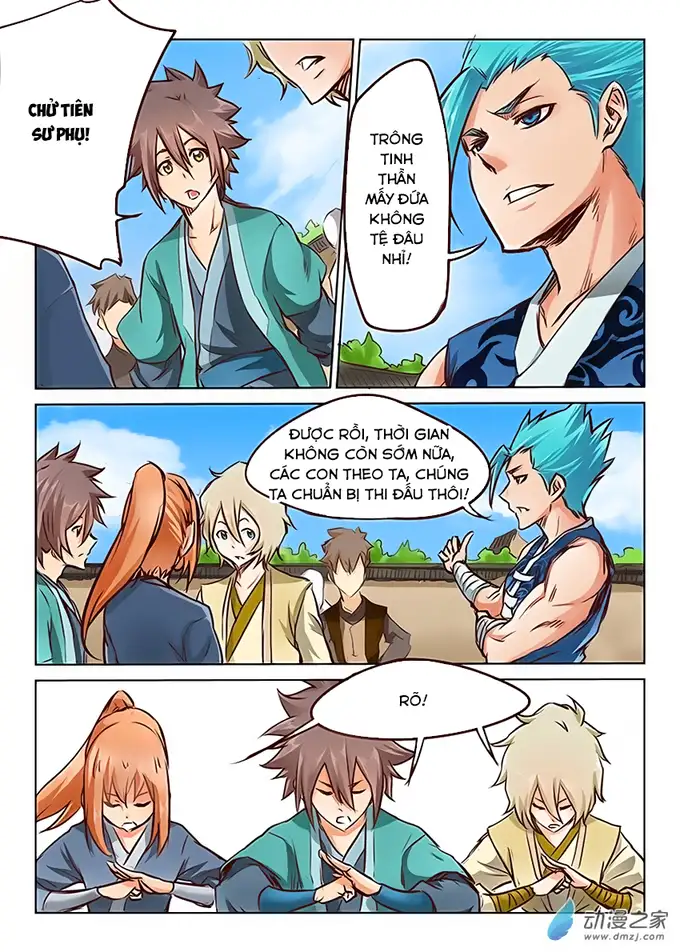 CHỬ TIÊN
SƯ PHỤ!
TRÔNG
TINH
THẦN
MẤY ĐỨA
KHÔNG
TỆ ĐÂU
NHỈ!
ĐƯỢC RỒI, THỜI GIAN
KHÔNG CÒN SỚM NỮA,
CÁC CON THEO TA, CHÚNG
TA CHUẨN BỊ THI ĐẤU THÔI!
RÕ!
动漫之家
www.dmzj.com